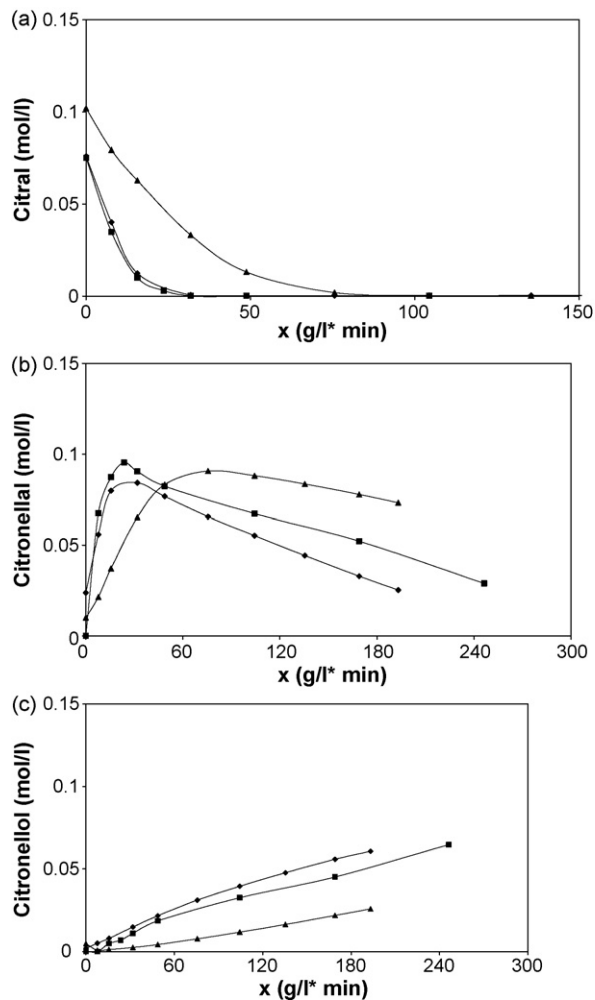 (a)
0.15
0.1
0.05
0
Citral (mol/l)
0 50 100 150
x (g/l* min)
(b)
0.15
0.1
0.05
0
Citronellal (mol/l)
0 60 120 180 240 300
x (g/l* min)
(c)
0.15
0.1
0.05
0
Citronellol (mol/l)
0 60 120 180 240 300
x (g/l* min)